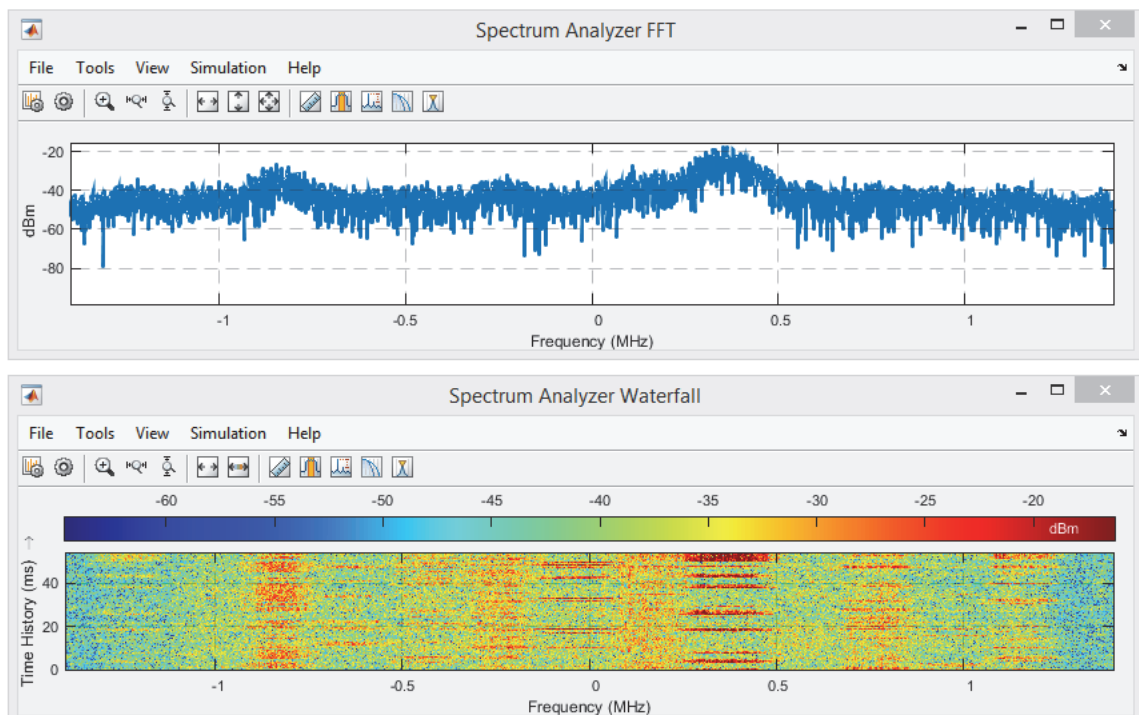 Spectrum Analyzer FFT
File Tools View Simulation Help
-20
-40
-60
-80
dBm
-1 -0.5 0 0.5 1
Frequency (MHz)
Spectrum Analyzer Waterfall
File Tools View Simulation Help
-60 -55 -50 -45 -40 -35 -30 -25 -20
dBm
Time History (ms)
40
20
0
-1 -0.5 0 0.5 1
Frequency (MHz)